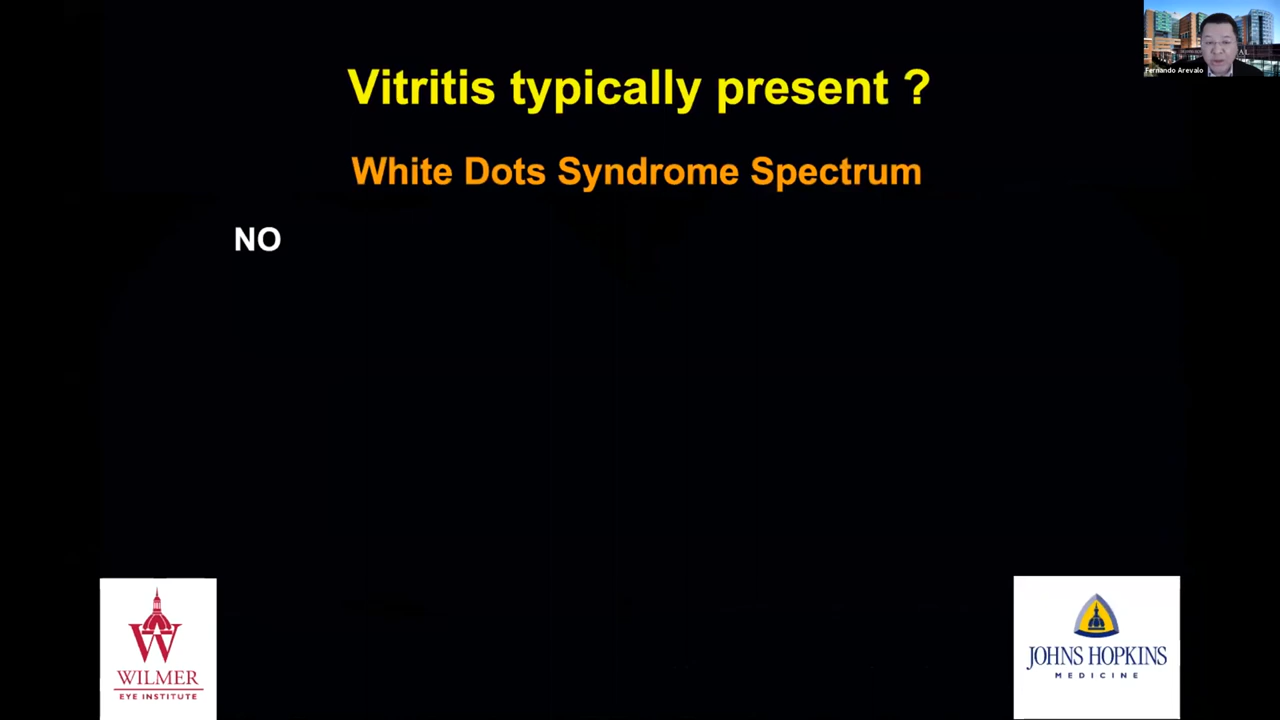 Vitritis typically present ?
White Dots Syndrome Spectrum
NO
Fernando Arevalo
WILMER
EYE INSTITUTE
JOHNS HOPKINS
MEDICINE